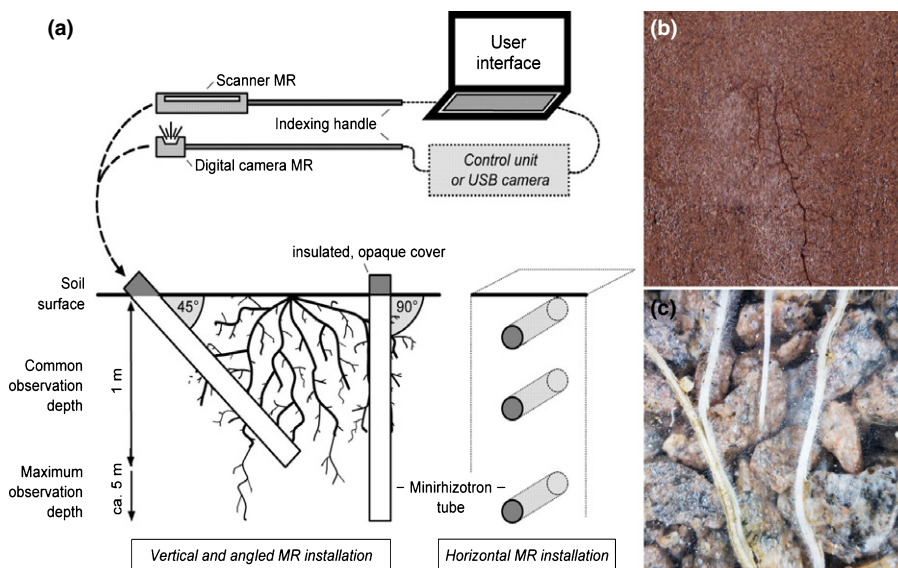 (a)
Scanner MR
Indexing handle
Digital camera MR
User
interface
Control unit
or USB camera
insulated, opaque cover
Soil
surface
45°
90°
Common
observation
depth
1 m
Maximum
observation
depth
ca. 5 m
Minirhizotron
tube
Vertical and angled MR installation
Horizontal MR installation
(b)
(c)